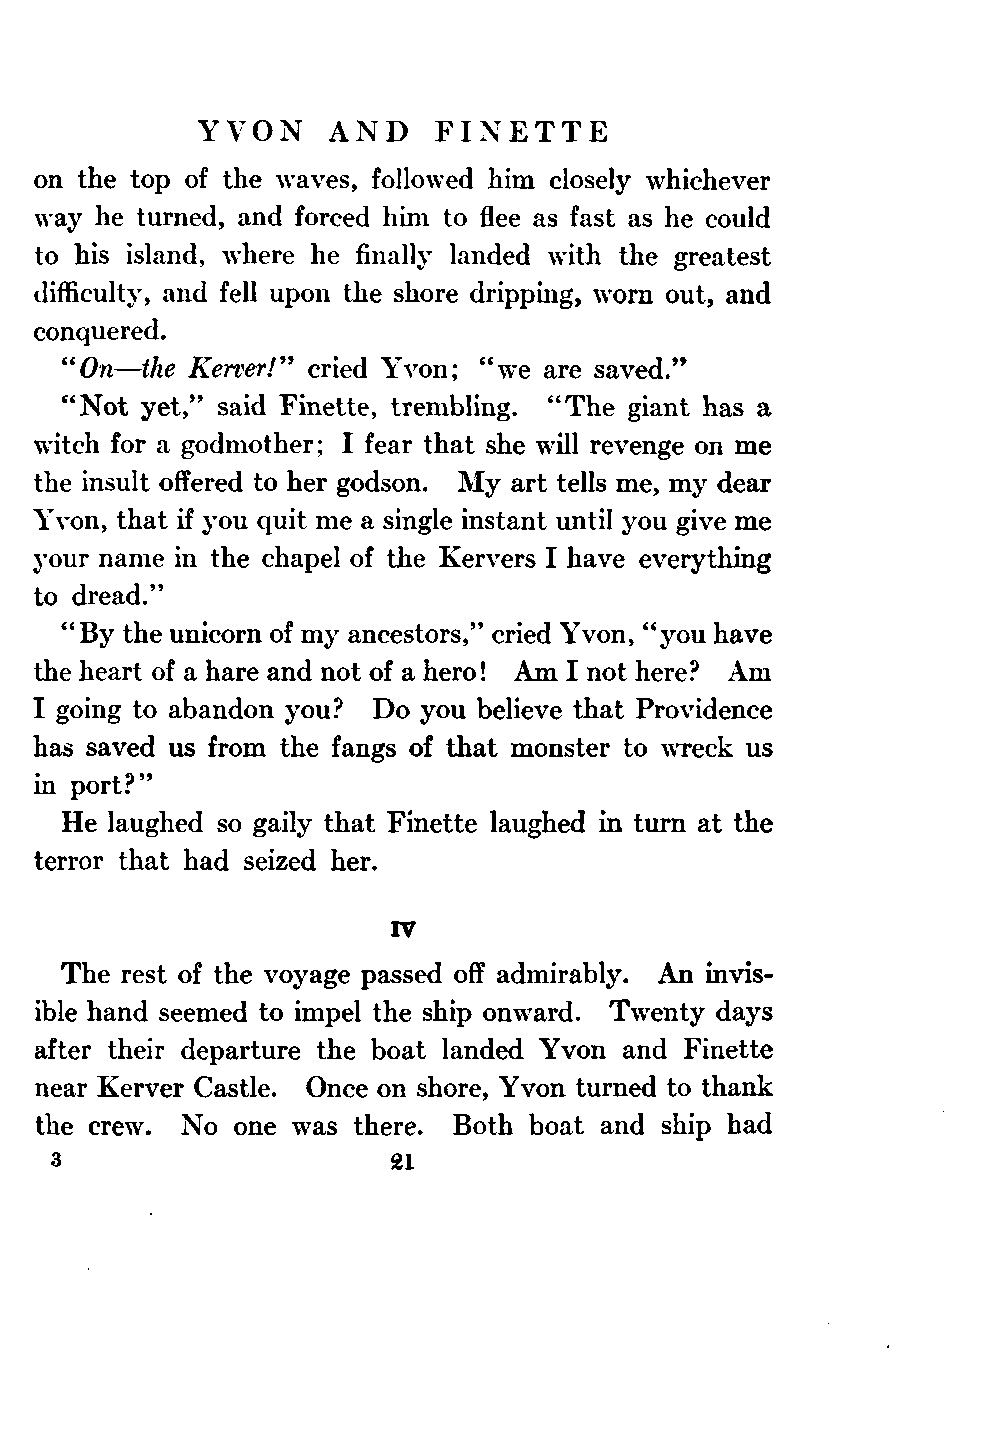 YVON AND FINETTE
on the top of the waves, followed him closely whichever
way he turned, and forced him to flee as fast as he could
to his island, where he finally landed with the greatest
difficulty, and fell upon the shore dripping, worn out, and
conquered.
"On—the Kerver!" cried Yvon; "we are saved."
"Not yet," said Finette, trembling. "The giant has a
witch for a godmother; I fear that she will revenge on me
the insult offered to her godson. My art tells me, my dear
Yvon, that if you quit me a single instant until you give me
your name in the chapel of the Kervers I have everything
to dread."
"By the unicorn of my ancestors," cried Yvon, "you have
the heart of a hare and not of a hero! Am I not here? Am
I going to abandon you? Do you believe that Providence
has saved us from the fangs of that monster to wreck us
in port?"
He laughed so gaily that Finette laughed in turn at the
terror that had seized her.
IV
The rest of the voyage passed off admirably. An invis-
ible hand seemed to impel the ship onward. Twenty days
after their departure the boat landed Yvon and Finette
near Kerver Castle. Once on shore, Yvon turned to thank
the crew. No one was there. Both boat and ship had
3 21